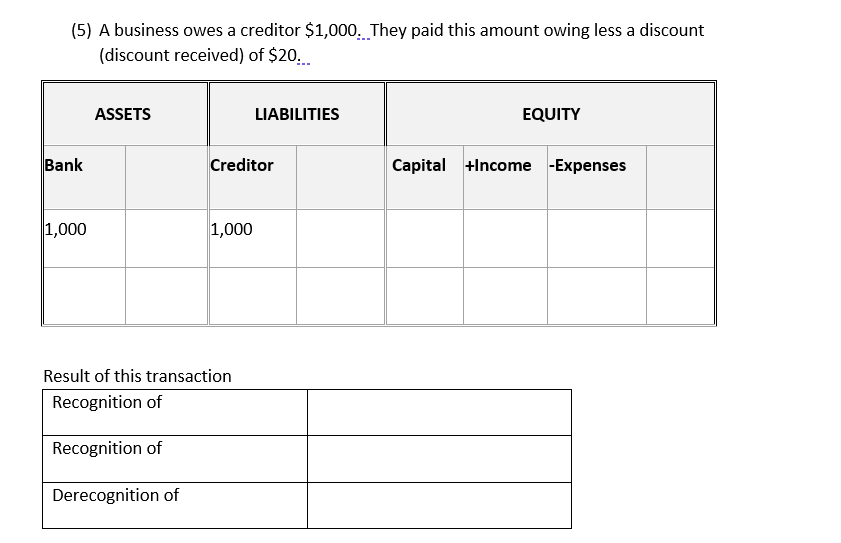 (5) A business owes a creditor $1,000. They paid this amount owing less a discount
(discount received) of $20.
ASSETS LIABILITIES EQUITY
Bank Creditor Capital +Income -Expenses
1,000 1,000
Result of this transaction
Recognition of
Recognition of
Derecognition of